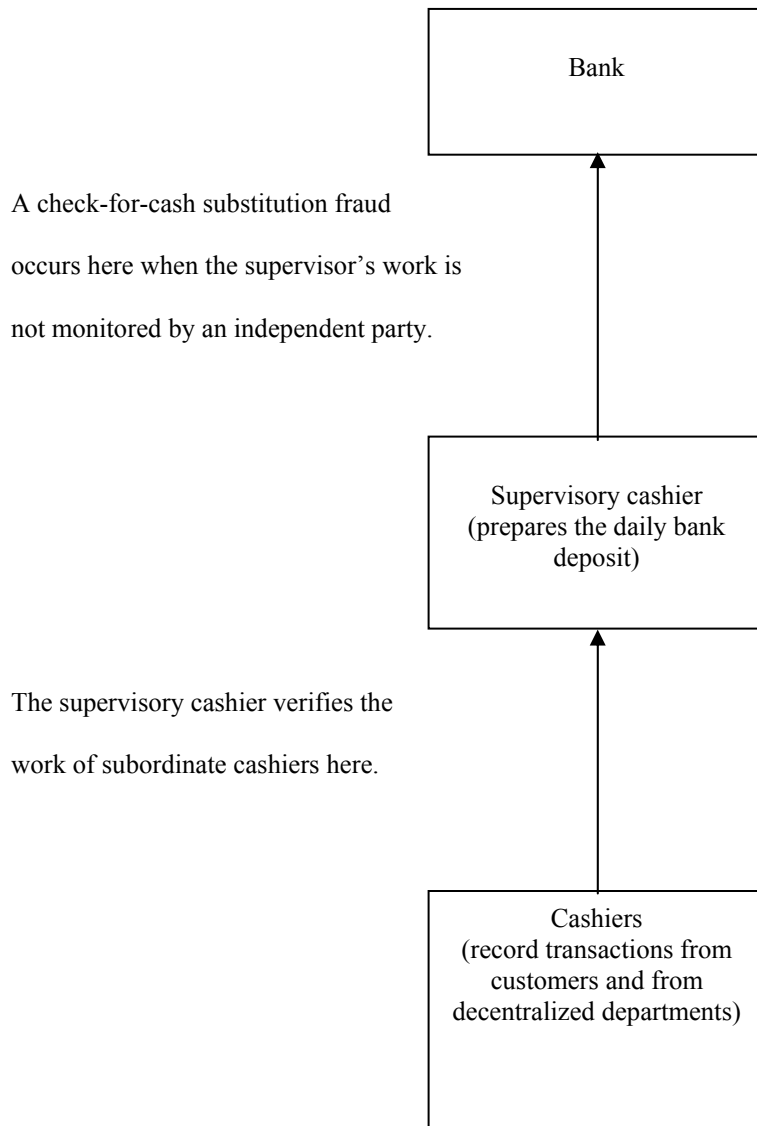 Bank
A check-for-cash substitution fraud
occurs here when the supervisor’s work is
not monitored by an independent party.
Supervisory cashier
(prepares the daily bank
deposit)
The supervisory cashier verifies the
work of subordinate cashiers here.
Cashiers
(record transactions from
customers and from
decentralized departments)